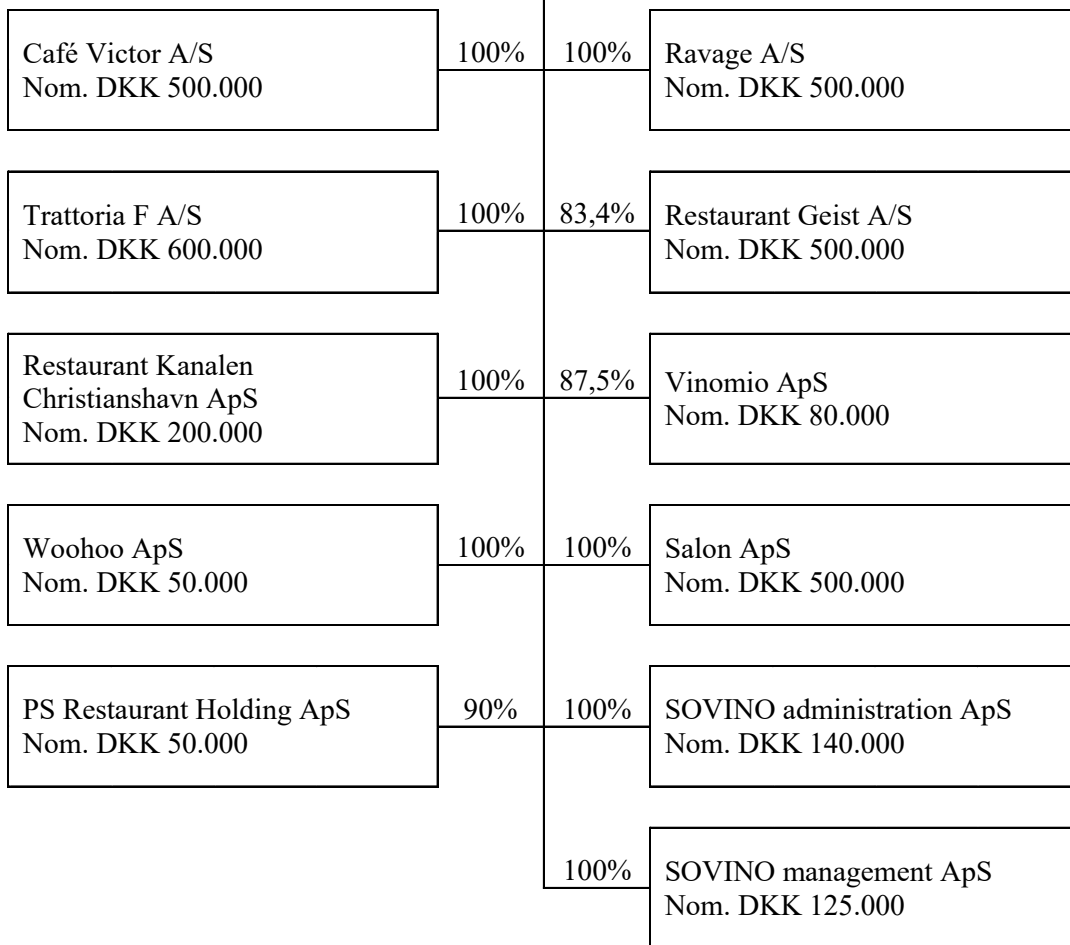 Café Victor A/S
Nom. DKK 500.000
100%
100%
Ravage A/S
Nom. DKK 500.000
Trattoria F A/S
Nom. DKK 600.000
100%
83,4%
Restaurant Geist A/S
Nom. DKK 500.000
Restaurant Kanalen
Christianshavn ApS
Nom. DKK 200.000
100%
87,5%
Vinomio ApS
Nom. DKK 80.000
Woohoo ApS
Nom. DKK 50.000
100%
100%
Salon ApS
Nom. DKK 500.000
PS Restaurant Holding ApS
Nom. DKK 50.000
90%
100%
SOVINO administration ApS
Nom. DKK 140.000
100%
SOVINO management ApS
Nom. DKK 125.000